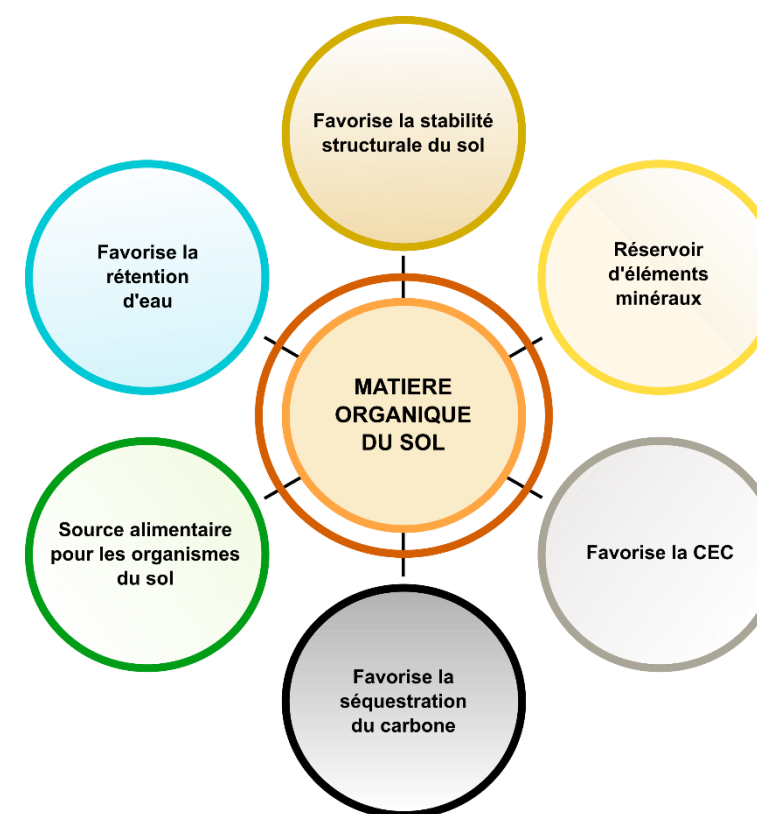 Favorise la stabilité
structurale du sol
Favorise la
rétention
d'eau
Réservoir
d'éléments
minéraux
MATIERE
ORGANIQUE
DU SOL
Source alimentaire
pour les organismes
du sol
Favorise la CEC
Favorise la
séquestration
du carbone